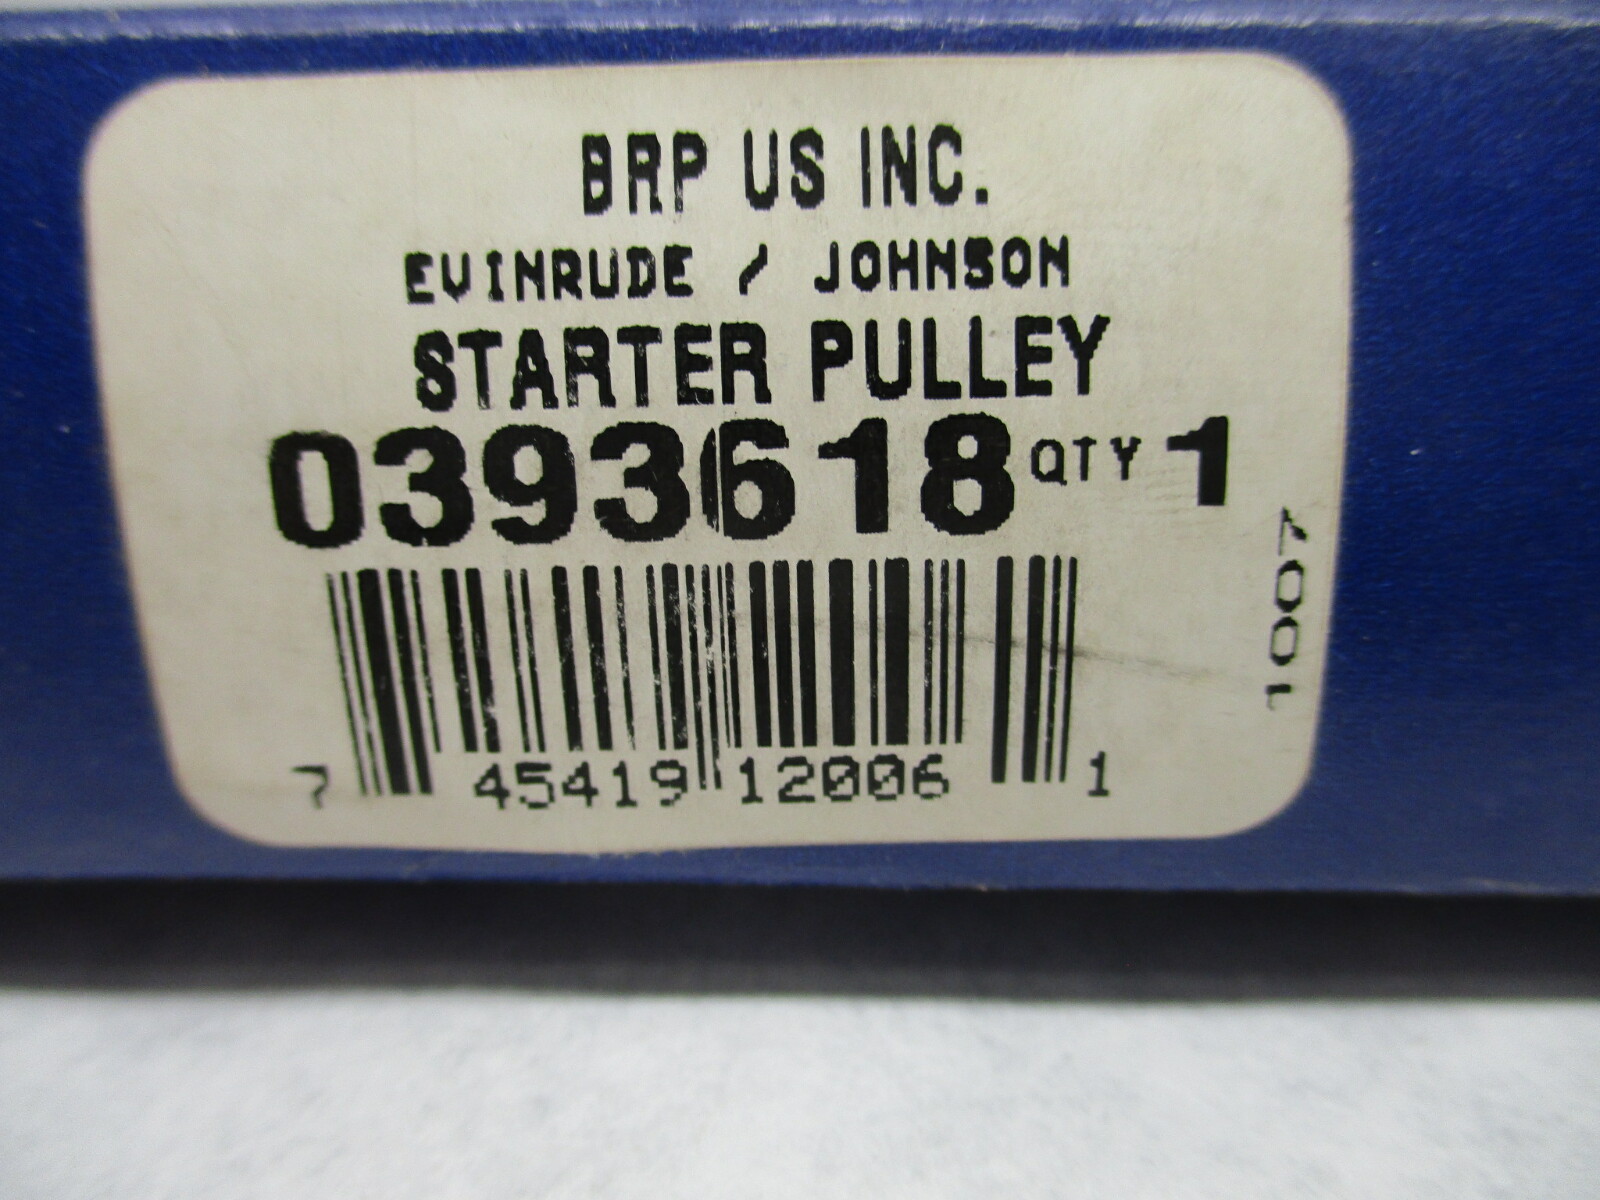 BRP US INC.
EVINRUDE / JOHNSON
STARTER PULLEY
0393618 QTY 1
1007
7 45419 12006 1